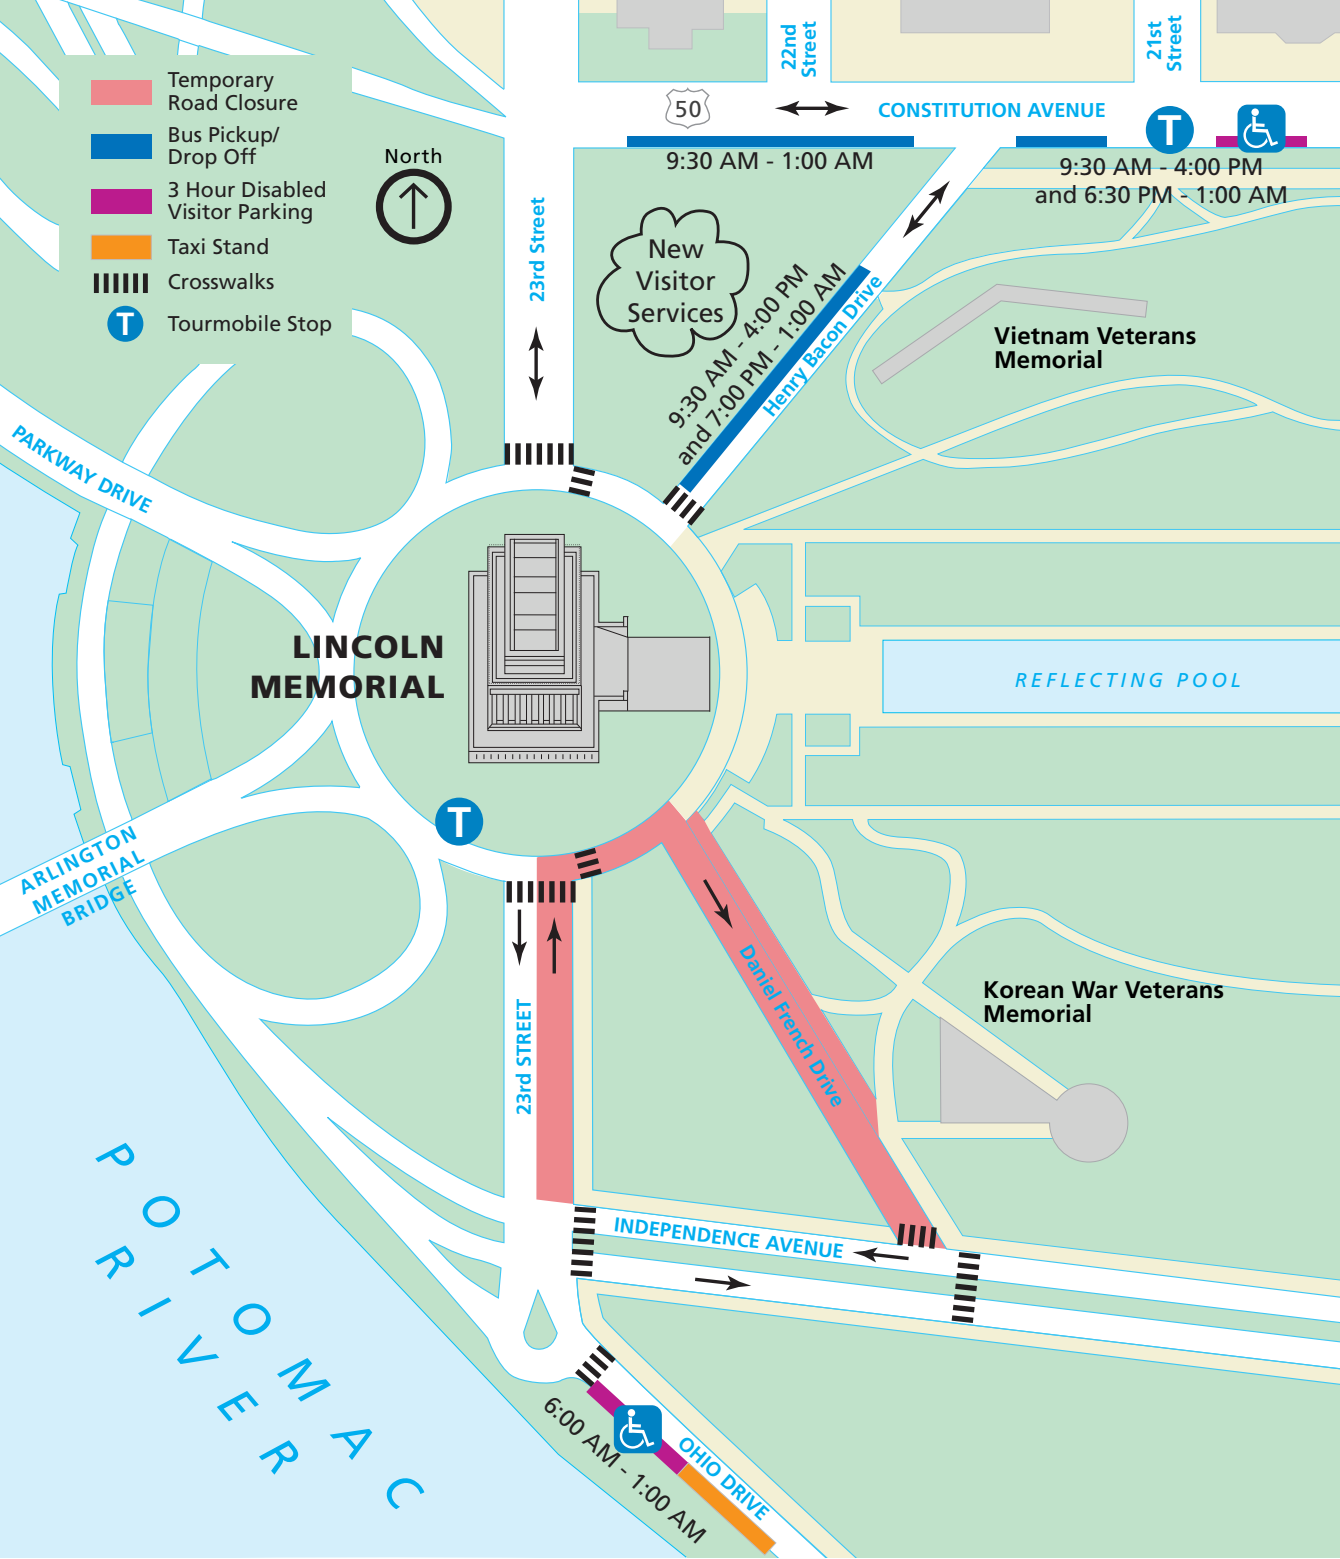 Temporary
Road Closure
Bus Pickup/
Drop Off
3 Hour Disabled
Visitor Parking
Taxi Stand
Crosswalks
T
Tourmobile Stop
North
22nd
Street
21st
Street
50
CONSTITUTION AVENUE
T
9:30 AM - 1:00 AM
9:30 AM - 4:00 PM
and 6:30 PM - 1:00 AM
23rd Street
New
Visitor
Services
9:30 AM - 4:00 PM
and 7:00 PM - 1:00 AM
Henry Bacon Drive
Vietnam Veterans
Memorial
PARKWAY DRIVE
LINCOLN
MEMORIAL
REFLECTING POOL
T
ARLINGTON
MEMORIAL
BRIDGE
Daniel French Drive
Korean War Veterans
Memorial
23rd STREET
INDEPENDENCE AVENUE
POTOMAC
RIVER
6:00 AM - 1:00 AM
OHIO DRIVE